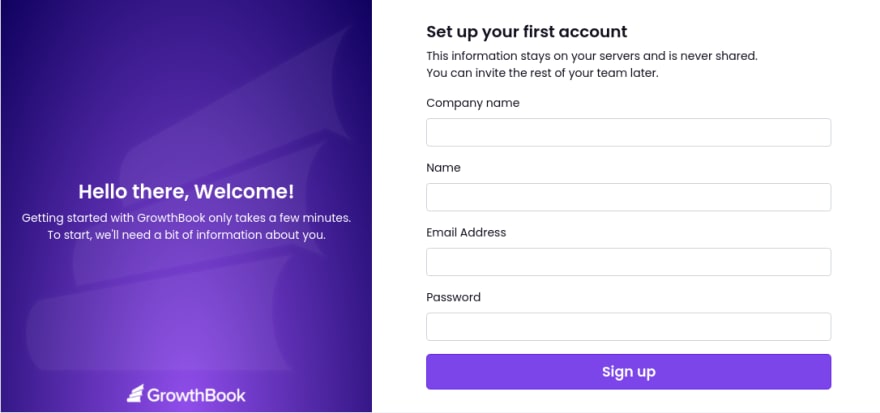 Hello there, Welcome!
Getting started with GrowthBook only takes a few minutes.
To start, we'll need a bit of information about you.
GrowthBook
Set up your first account
This information stays on your servers and is never shared.
You can invite the rest of your team later.
Company name
Name
Email Address
Password
Sign up